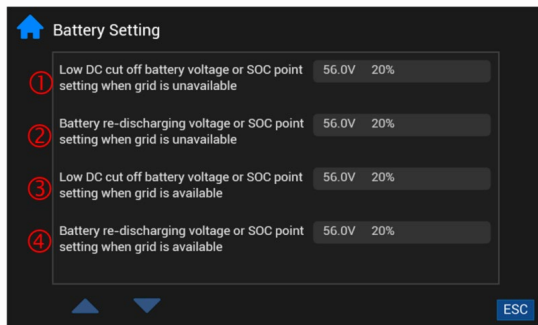 Battery Setting
① Low DC cut off battery voltage or SOC point 56.0V 20%
setting when grid is unavailable
② Battery re-discharging voltage or SOC point 56.0V 20%
setting when grid is unavailable
③ Low DC cut off battery voltage or SOC point 56.0V 20%
setting when grid is available
④ Battery re-discharging voltage or SOC point 56.0V 20%
setting when grid is available
ESC